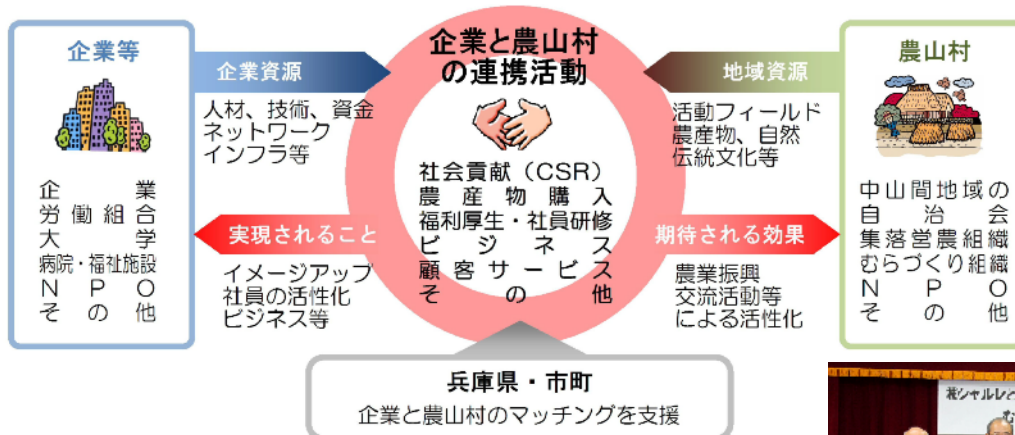 企業等
企業
労働組合
大学
病院・福祉施設
NPO
その他
企業資源
人材、技術、資金
ネットワーク
インフラ等
実現されること
イメージアップ
社員の活性化
ビジネス等
企業と農山村
の連携活動
社会貢献（CSR）
農産物購入
福利厚生・社員研修
ビジネス
顧客サービス
その他
地域資源
活動フィールド
農産物、自然
伝統文化等
期待される効果
農業振興
交流活動等
による活性化
農山村
中山間地域の
自治会
集落営農組織
むらづくり組織
NPO
その他
兵庫県・市町
企業と農山村のマッチングを支援
シャルレと
む